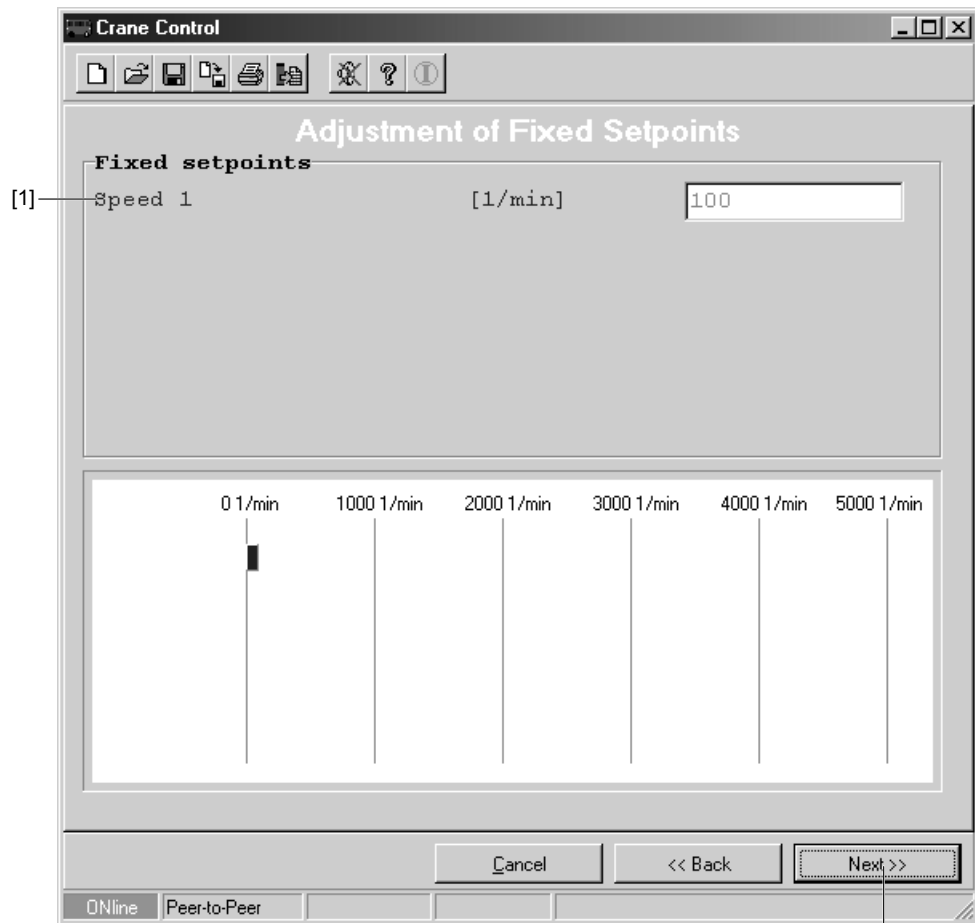 Crane Control
Adjustment of Fixed Setpoints
Fixed setpoints
[1] Speed 1 [1/min] 100
0 1/min 1000 1/min 2000 1/min 3000 1/min 4000 1/min 5000 1/min
Cancel << Back Next >>
ONline Peer-to-Peer